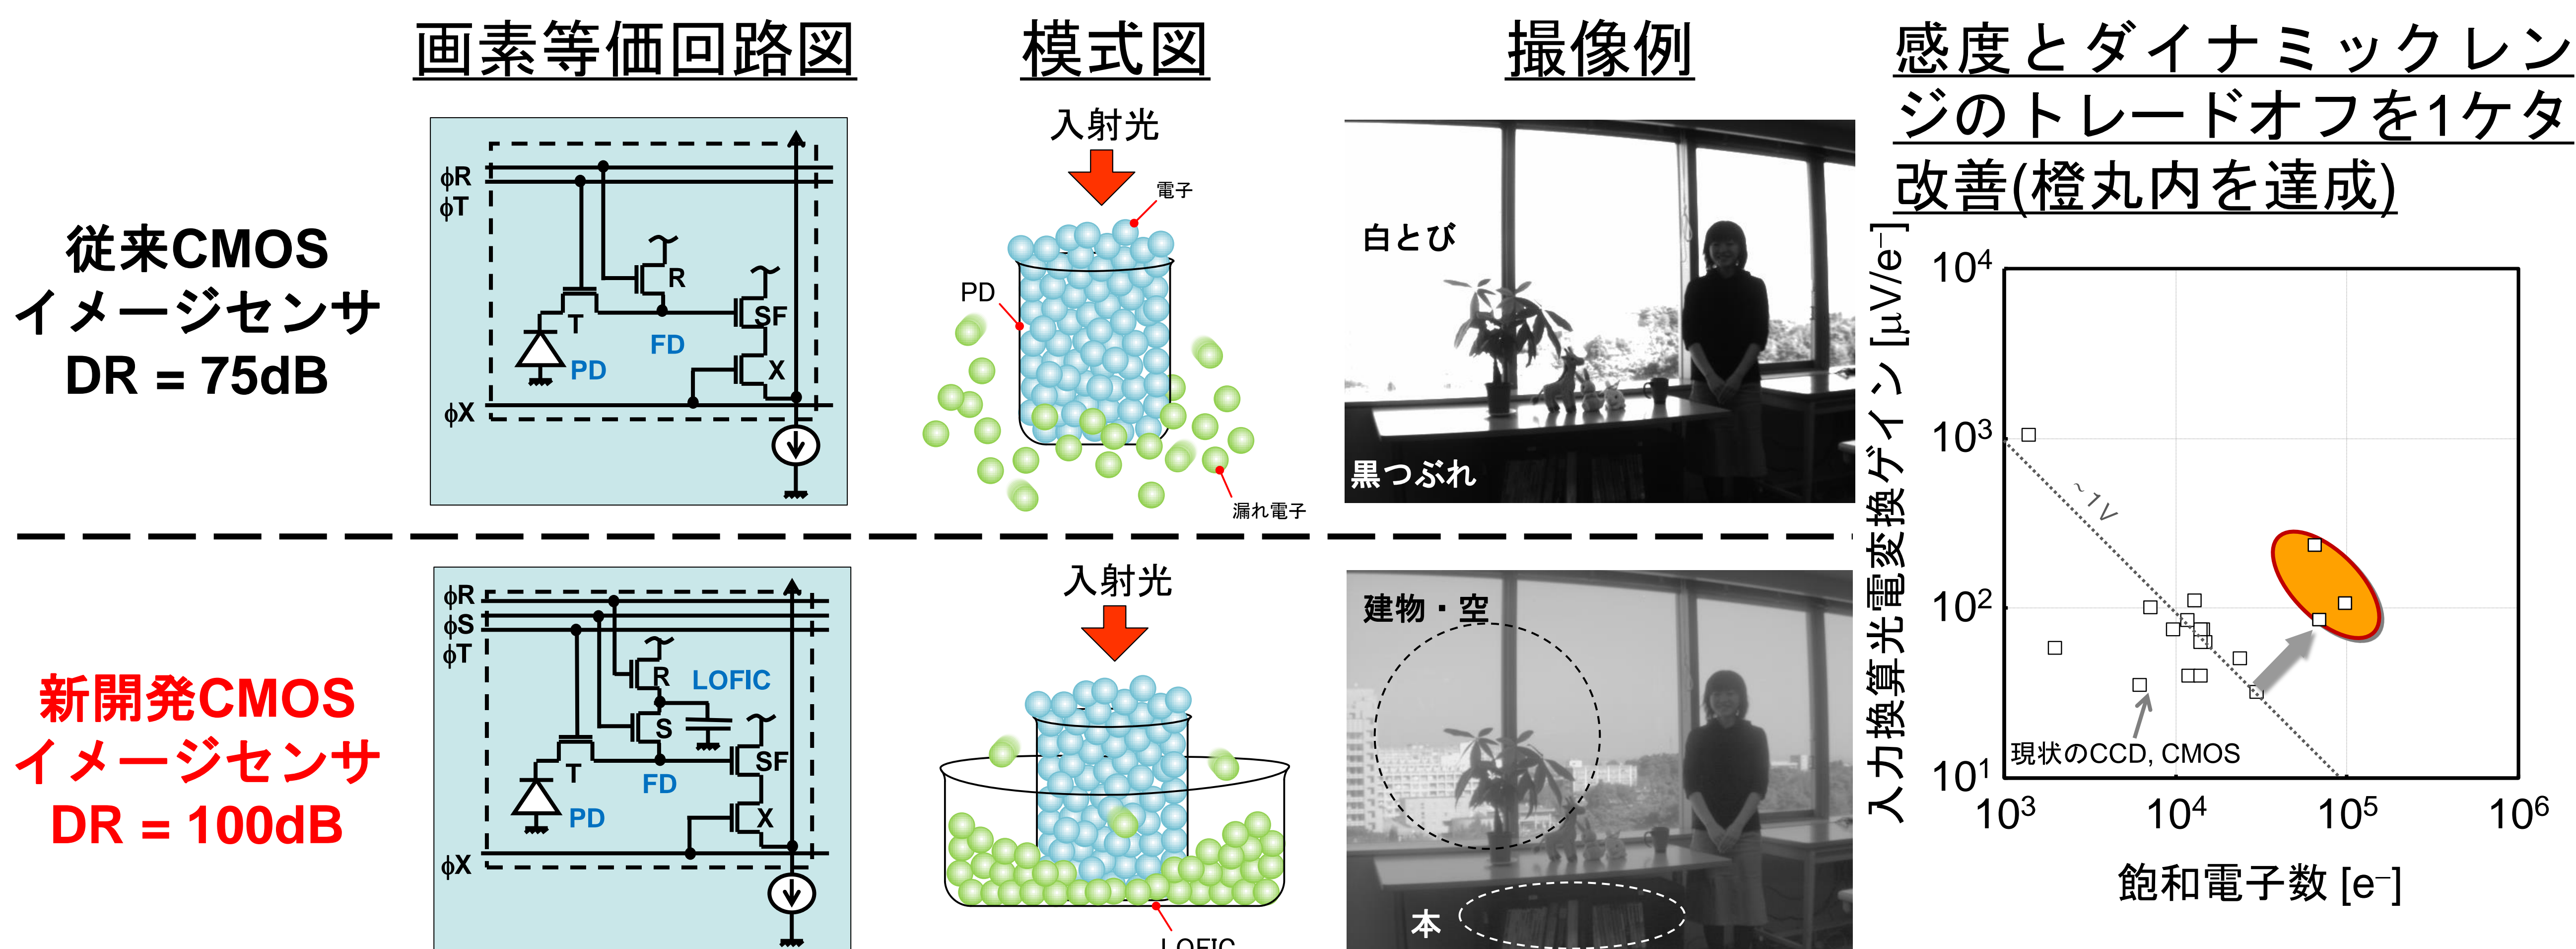 画素等価回路図
模式図
撮像例
感度とダイナミックレン
ジのトレードオフを1ケタ
改善(橙丸内を達成)
従来CMOS
イメージセンサ
DR = 75dB
ϕR
ϕT
R
T
SF
FD
PD
X
ϕX
入射光
電子
PD
漏れ電子
白とび
黒つぶれ
新開発CMOS
イメージセンサ
DR = 100dB
ϕR
ϕS
ϕT
R
LOFIC
S
SF
T
FD
PD
X
ϕX
入射光
LOFIC
建物・空
本
入力換算光電変換ゲイン [µV/e⁻]
10⁴
10³
10²
10¹
~1V
現状のCCD, CMOS
10³
10⁴
10⁵
10⁶
飽和電子数 [e⁻]